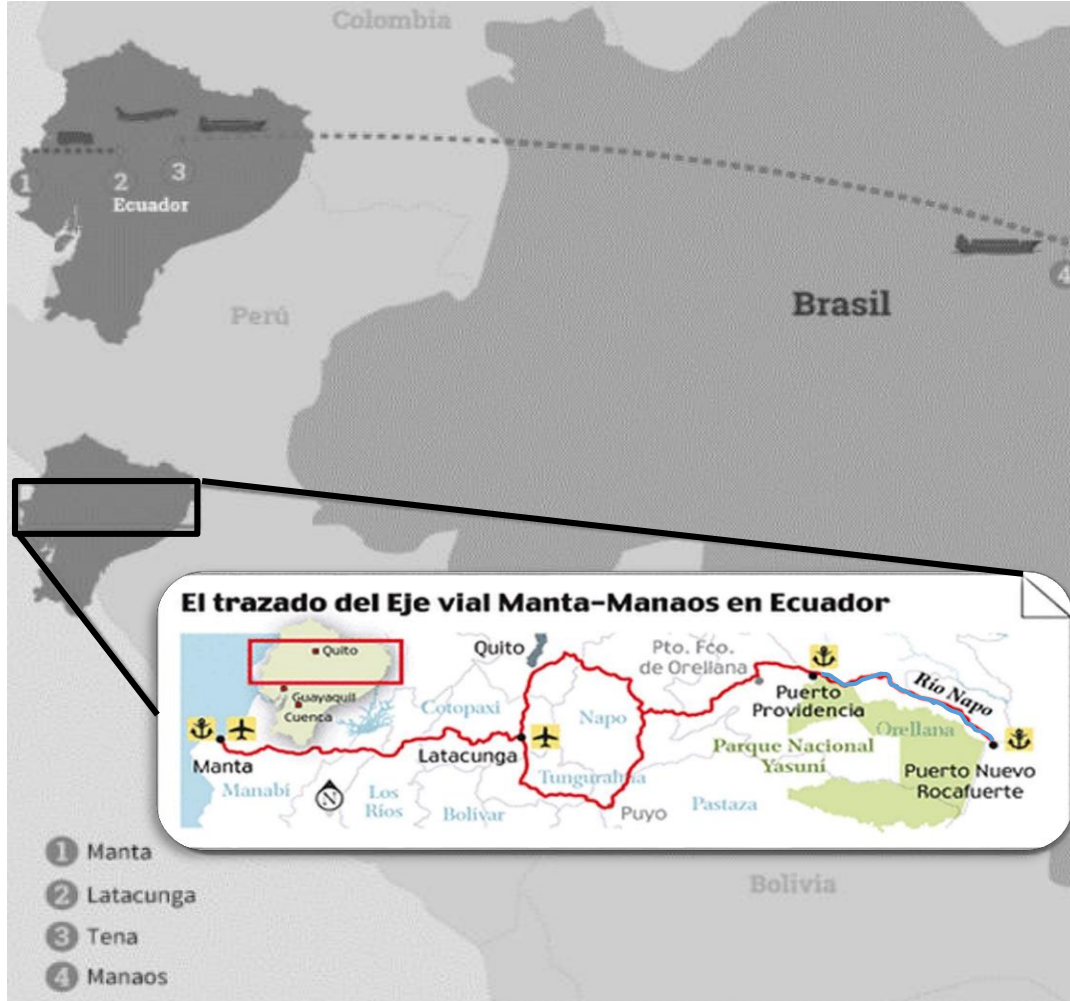 Colombia
1
2
3
Ecuador
4
Perú
Brasil
El trazado del Eje vial Manta-Manaos en Ecuador
Quito
Guayaquil
Cuenca
Quito
Pto. Fco.
de Orellana
Puerto
Providencia
Río Napo
Cotopaxi
Napo
Orellana
Manta
Latacunga
Parque Nacional
Yasuní
Puerto Nuevo
Rocafuerte
Tungurahua
Manabí
N
Los
Ríos
Bolívar
Puyo
Pastaza
Bolivia
1 Manta
2 Latacunga
3 Tena
4 Manaos